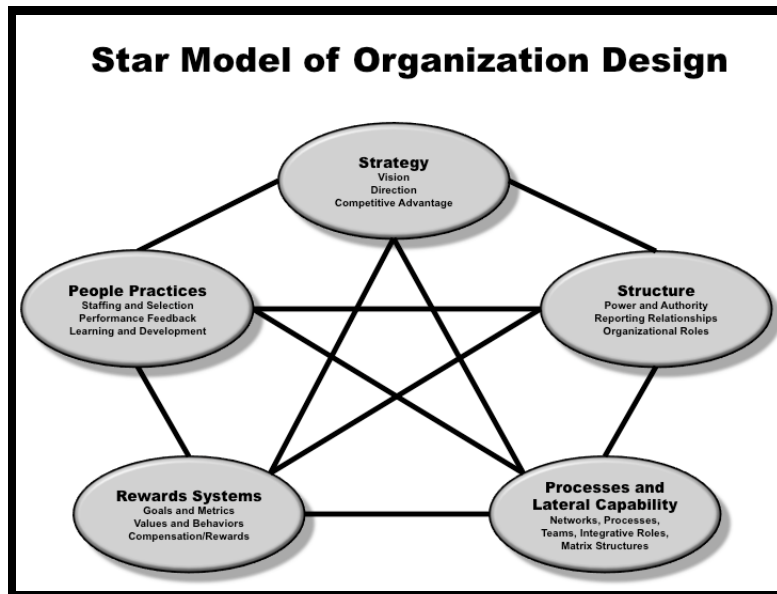 Star Model of Organization Design
Strategy
Vision
Direction
Competitive Advantage
People Practices
Staffing and Selection
Performance Feedback
Learning and Development
Structure
Power and Authority
Reporting Relationships
Organizational Roles
Rewards Systems
Goals and Metrics
Values and Behaviors
Compensation/Rewards
Processes and
Lateral Capability
Networks, Processes,
Teams, Integrative Roles,
Matrix Structures